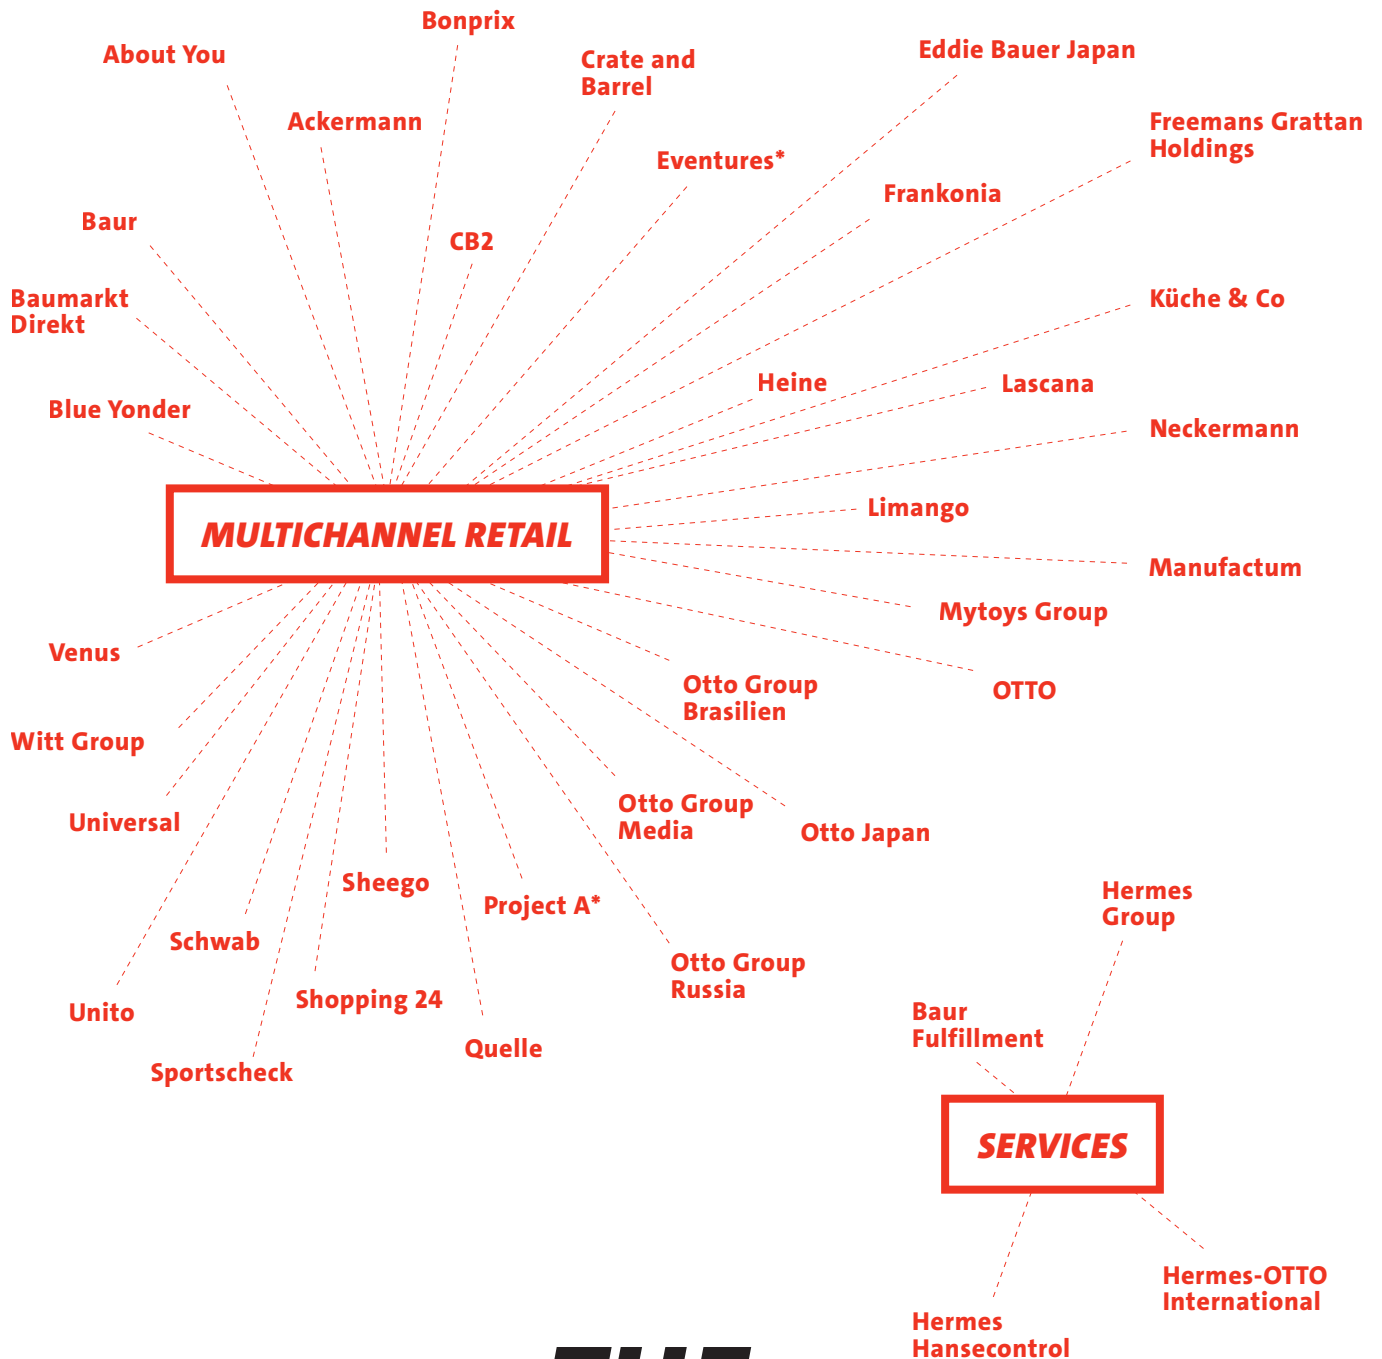 Bonprix
About You
Crate and
Barrel
Eddie Bauer Japan
Ackermann
Freemans Grattan
Holdings
Eventures*
Frankonia
Baur
CB2
Baumarkt
Direkt
Küche & Co
Heine
Lascana
Blue Yonder
Neckermann
Limango
MULTICHANNEL RETAIL
Manufactum
Mytoys Group
Venus
Otto Group
Brasilien
OTTO
Witt Group
Otto Group
Media
Universal
Otto Japan
Sheego
Hermes
Group
Project A*
Schwab
Otto Group
Russia
Shopping 24
Unito
Baur
Fulfillment
Quelle
Sportscheck
SERVICES
Hermes-OTTO
International
Hermes
Hansecontrol